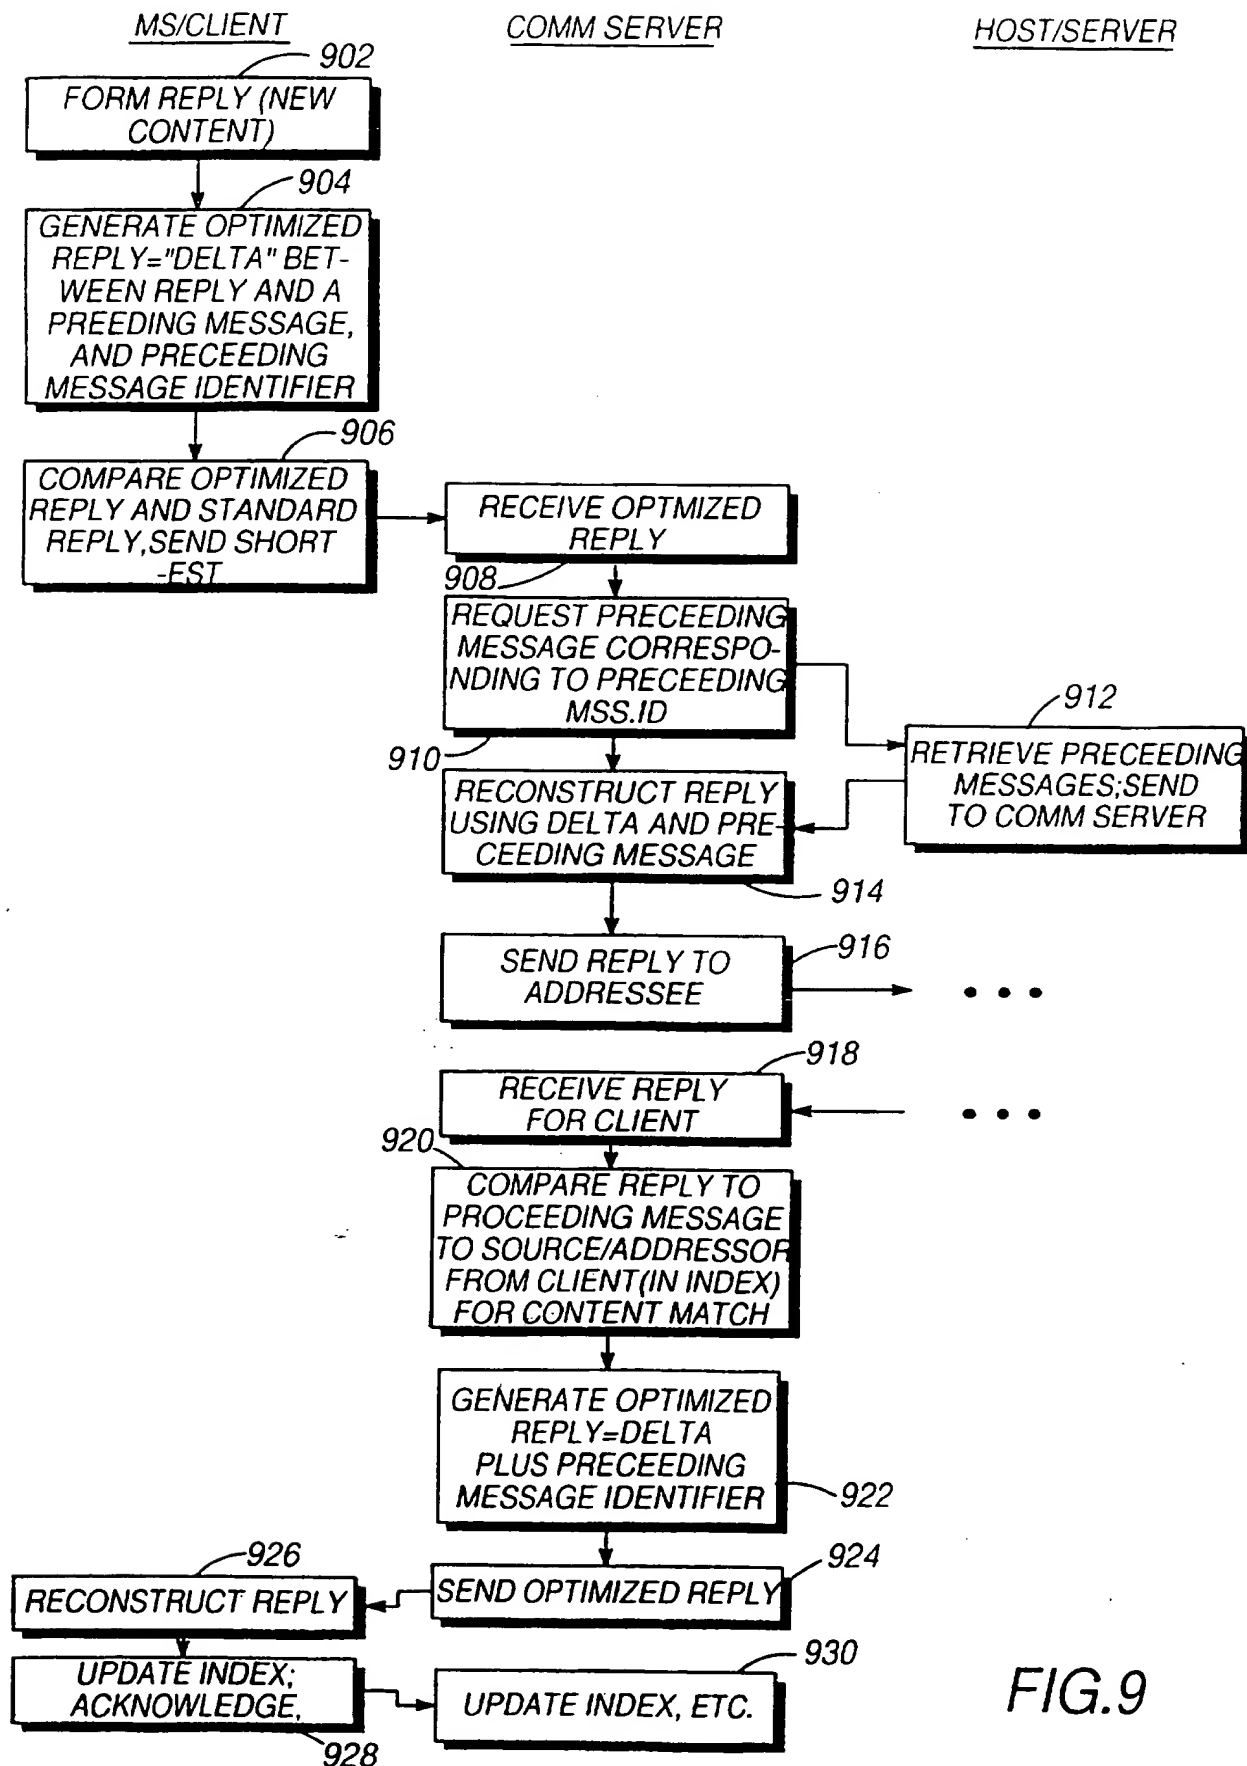 MS/CLIENT
COMM SERVER
HOST/SERVER
902
FORM REPLY (NEW
CONTENT)
904
GENERATE OPTIMIZED
REPLY="DELTA" BET-
WEEN REPLY AND A
PREEDING MESSAGE,
AND PRECEEDING
MESSAGE IDENTIFIER
906
COMPARE OPTIMIZED
REPLY AND STANDARD
REPLY,SEND SHORT
-EST
RECEIVE OPTMIZED
REPLY
908
REQUEST PRECEEDING
MESSAGE CORRESPO-
NDING TO PRECEEDING
MSS.ID
910
912
RETRIEVE PRECEEDING
MESSAGES;SEND
TO COMM SERVER
RECONSTRUCT REPLY
USING DELTA AND PRE-
CEEDING MESSAGE
914
SEND REPLY TO
ADDRESSEE
916
• • •
918
RECEIVE REPLY
FOR CLIENT
• • •
920
COMPARE REPLY TO
PROCEEDING MESSAGE
TO SOURCE/ADDRESSOR
FROM CLIENT(IN INDEX)
FOR CONTENT MATCH
GENERATE OPTIMIZED
REPLY=DELTA
PLUS PRECEEDING
MESSAGE IDENTIFIER
922
924
SEND OPTIMIZED REPLY
926
RECONSTRUCT REPLY
UPDATE INDEX;
ACKNOWLEDGE,
928
930
UPDATE INDEX, ETC.
FIG.9